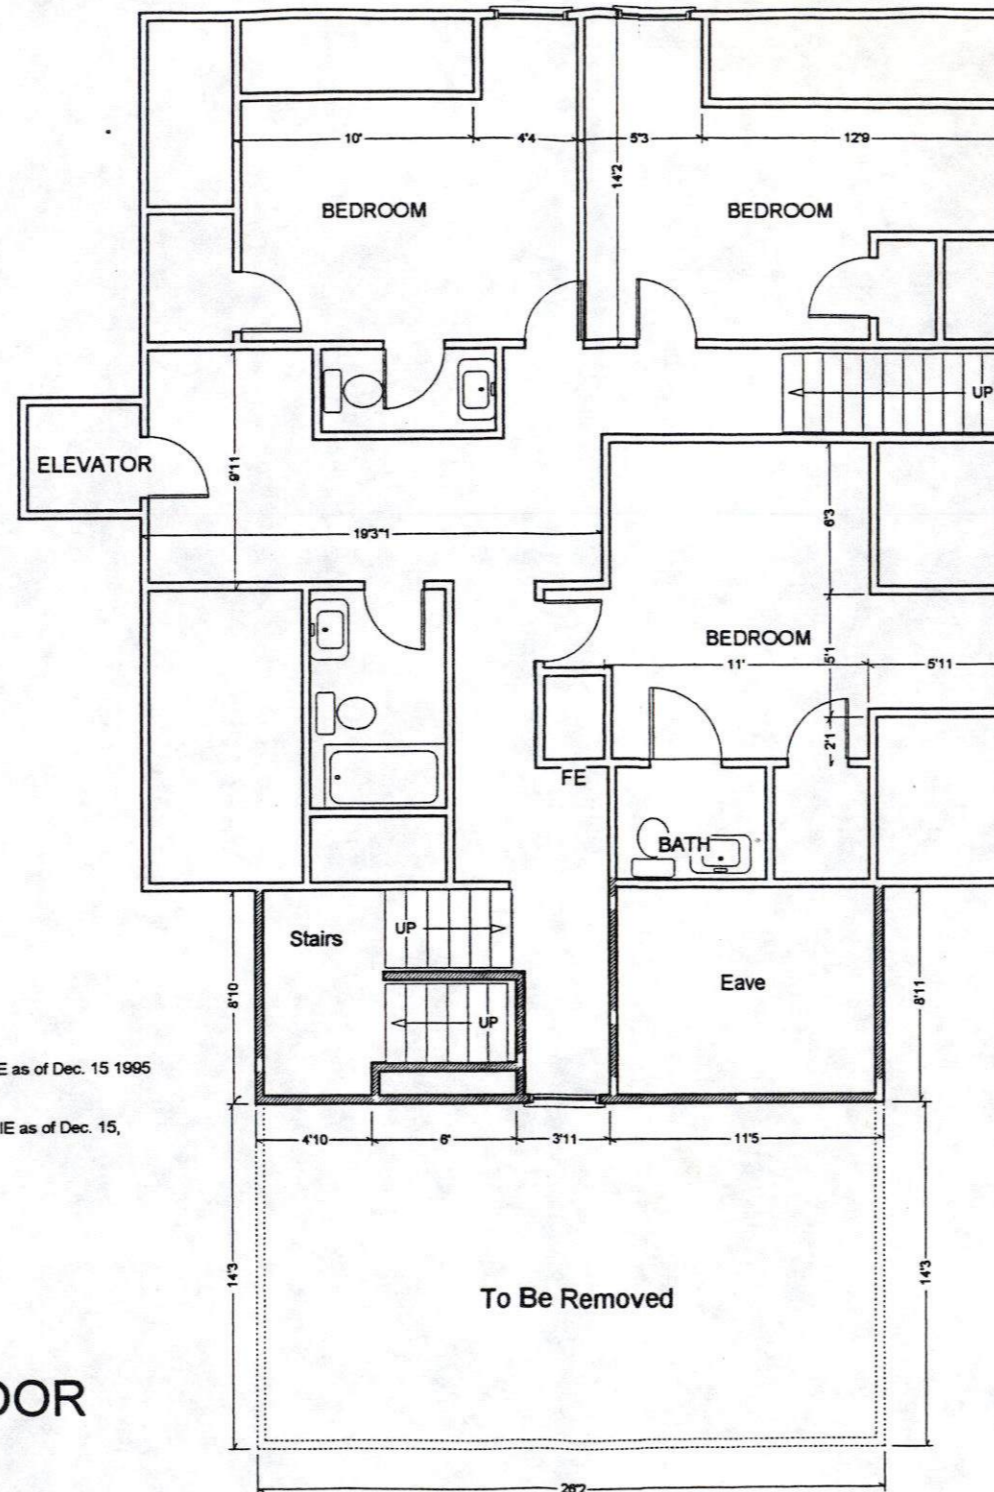 10' 4'4 5'3 12'9
14'2
BEDROOM BEDROOM
UP
ELEVATOR
9'11
6'3
19'3"1
BEDROOM
11' 5'1 5'11
2'1
FE
BATH
Stairs UP
Eave
8'10 8'11
UP
E as of Dec. 15 1995
IE as of Dec. 15,
4'10 6' 3'11 11'5
14'3 14'3
To Be Removed
OOR
26'2